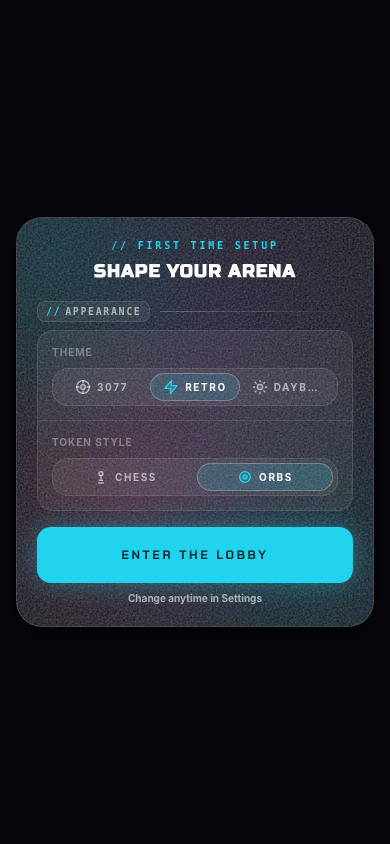 // FIRST TIME SETUP
SHAPE YOUR ARENA
// APPEARANCE
THEME
3077 RETRO DAYB...
TOKEN STYLE
CHESS ORBS
ENTER THE LOBBY
Change anytime in Settings